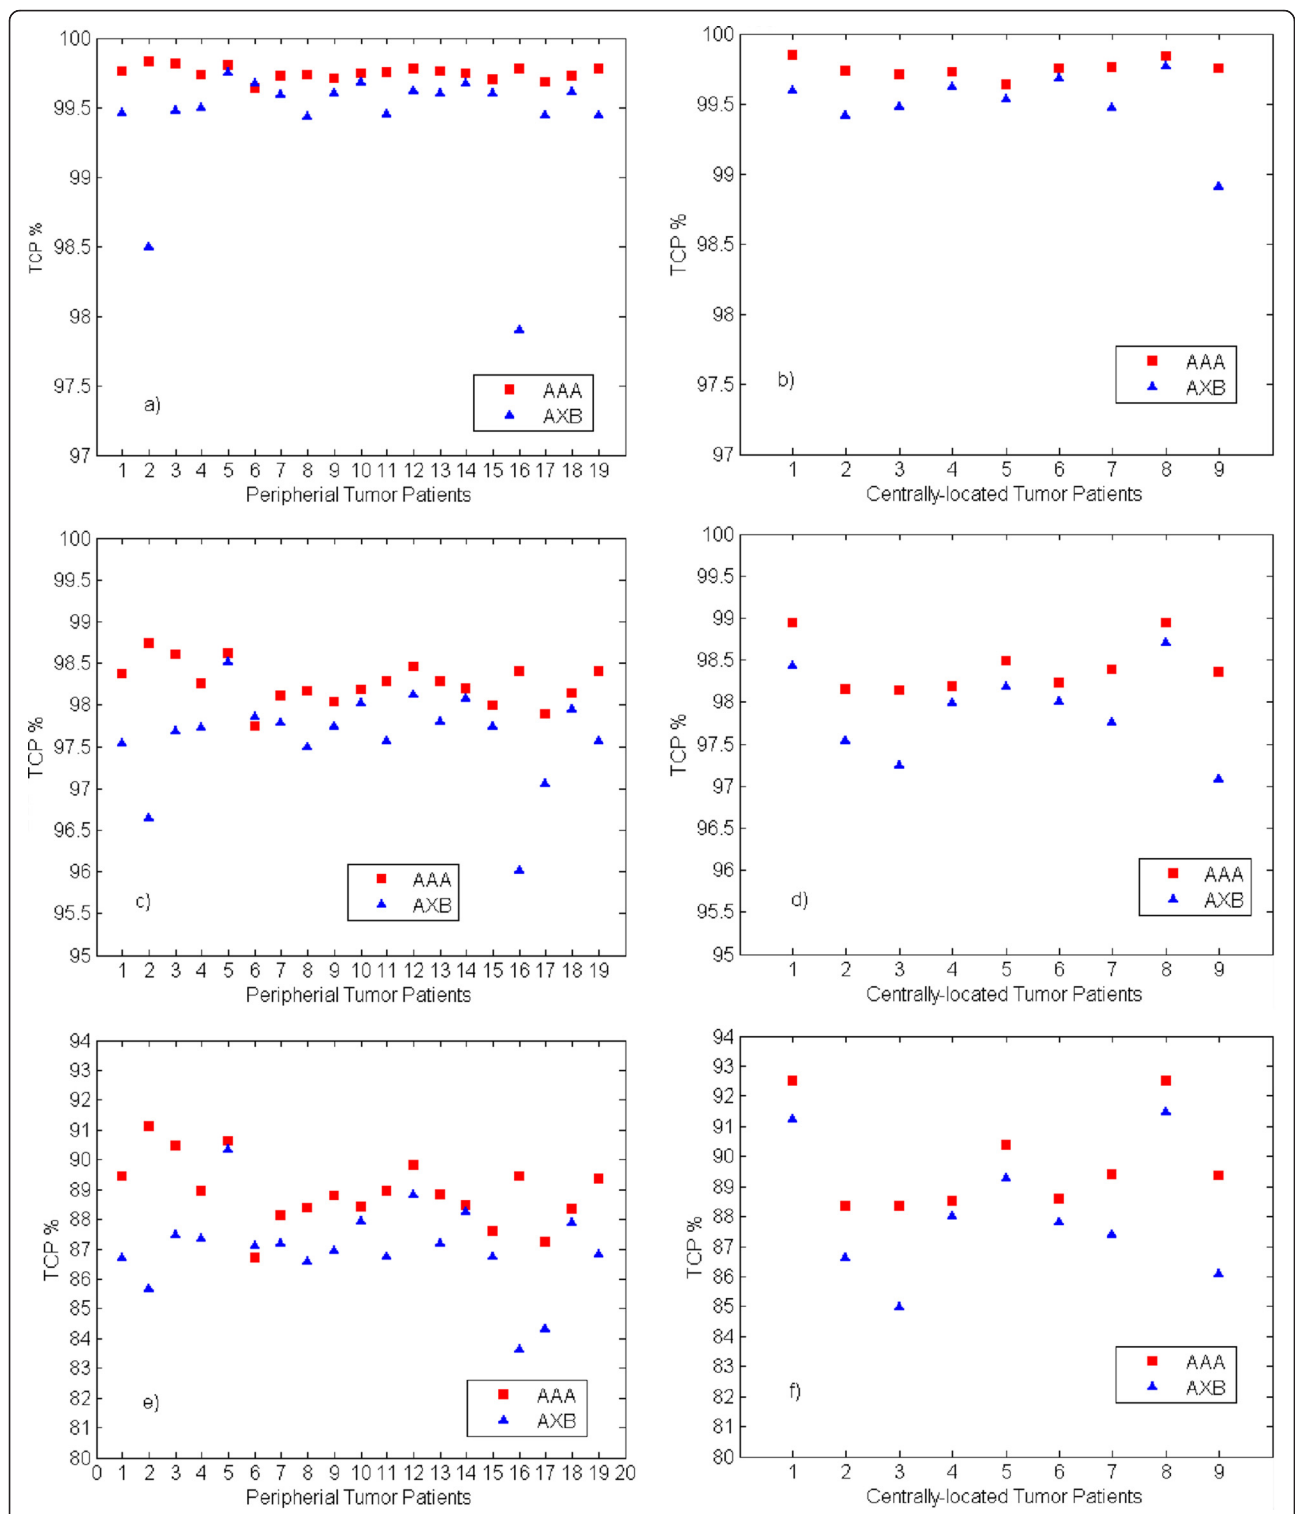 100
99.5
99
98.5
98
97.5
97
TCP %
a)
AAA
AXB
1 2 3 4 5 6 7 8 9 10 11 12 13 14 15 16 17 18 19
Peripherial Tumor Patients
100
99.5
99
98.5
98
97.5
97
TCP %
b)
AAA
AXB
1 2 3 4 5 6 7 8 9
Centrally-located Tumor Patients
100
99.5
99
98.5
98
97.5
97
96.5
96
95.5
95
TCP %
c)
AAA
AXB
1 2 3 4 5 6 7 8 9 10 11 12 13 14 15 16 17 18 19
Peripherial Tumor Patients
100
99.5
99
98.5
98
97.5
97
96.5
96
95.5
95
TCP %
d)
AAA
AXB
1 2 3 4 5 6 7 8 9
Centrally-located Tumor Patients
94
93
92
91
90
89
88
87
86
85
84
83
82
81
80
TCP %
e)
AAA
AXB
0 1 2 3 4 5 6 7 8 9 10 11 12 13 14 15 16 17 18 19 20
Peripherial Tumor Patients
94
93
92
91
90
89
88
87
86
85
84
83
82
81
80
TCP %
f)
AAA
AXB
1 2 3 4 5 6 7 8 9
Centrally-located Tumor Patients